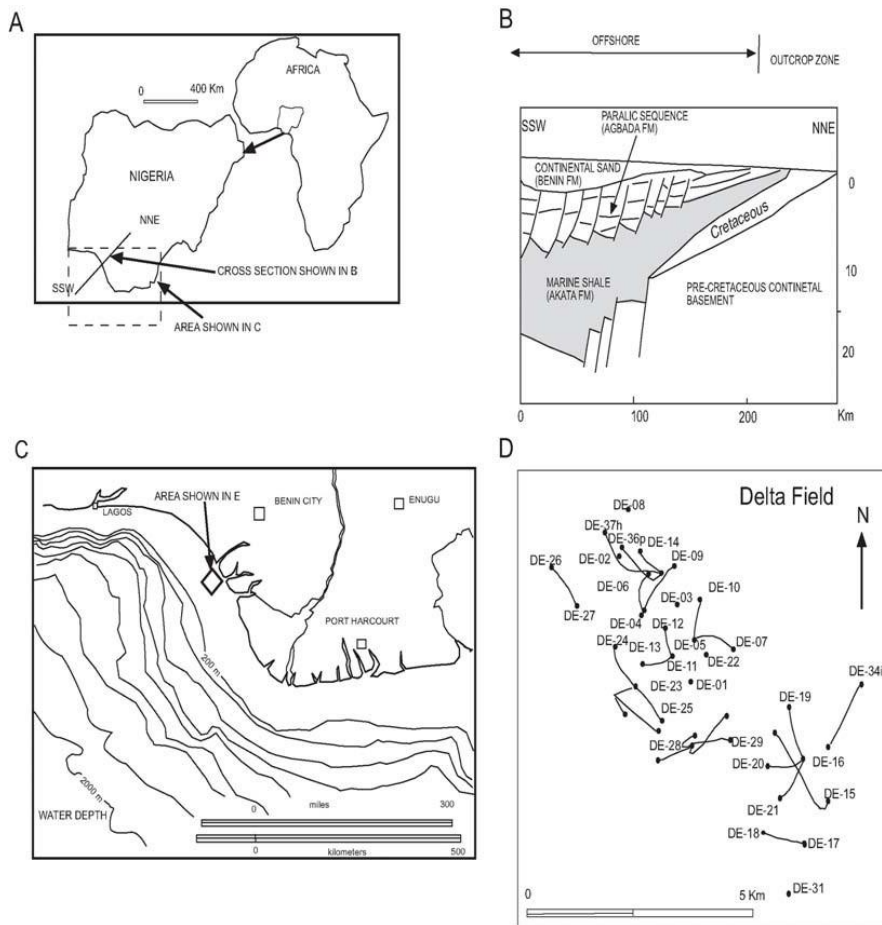 A
AFRICA
0 400 Km
NIGERIA
NNE
CROSS SECTION SHOWN IN B
SSW
AREA SHOWN IN C
B
OFFSHORE
OUTCROP ZONE
PARALIC SEQUENCE
(AGBADA FM)
SSW
NNE
CONTINENTAL SAND
(BENIN FM)
0
Cretaceous
MARINE SHALE
(AKATA FM)
10
PRE-CRETACEOUS CONTINETAL
BASEMENT
20
0 100 200 Km
C
AREA SHOWN IN E
BENIN CITY
ENUGU
LAGOS
PORT HARCOURT
200 m
2000 m
WATER DEPTH
0 miles 300
kilometers
0 500
D
Delta Field
N
DE-08
DE-37h
DE-36p
DE-14
DE-02
DE-09
DE-26
DE-06
DE-10
DE-03
DE-27
DE-04
DE-12
DE-24
DE-13
DE-05
DE-07
DE-22
DE-11
DE-23
DE-01
DE-34i
DE-19
DE-25
DE-28
DE-29
DE-16
DE-20
DE-15
DE-21
DE-18
DE-17
DE-31
0 5 Km